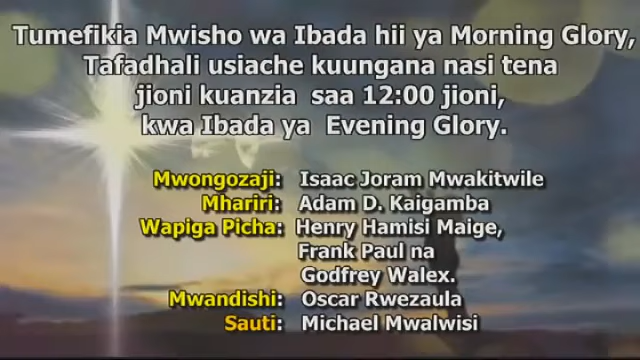 Tumefikia Mwisho wa Ibada hii ya Morning Glory,
Tafadhali usiache kuungana nasi tena
jioni kuanzia saa 12:00 jioni,
kwa Ibada ya Evening Glory.
Mwongozaji: Isaac Joram Mwakitwile
Mhariri: Adam D. Kaigamba
Wapiga Picha: Henry Hamisi Maige,
Frank Paul na
Godfrey Walex.
Mwandishi: Oscar Rwezaula
Sauti: Michael Mwalwisi